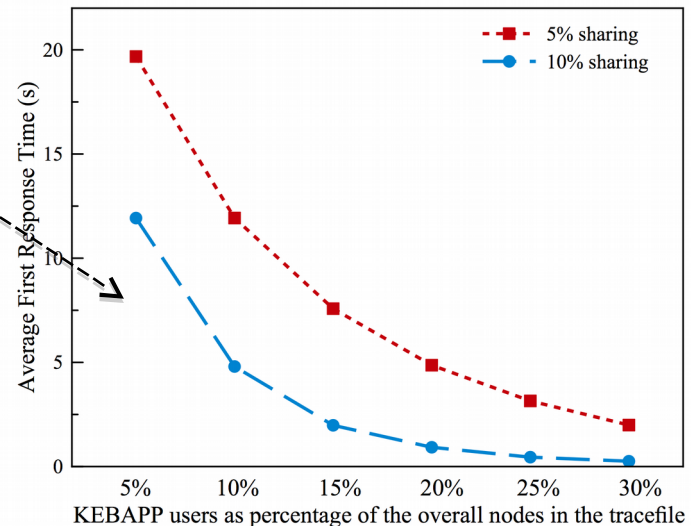 Average First Response Time (s)
20
15
10
5
0
5% sharing
10% sharing
5% 10% 15% 20% 25% 30%
KEBAPP users as percentage of the overall nodes in the tracefile